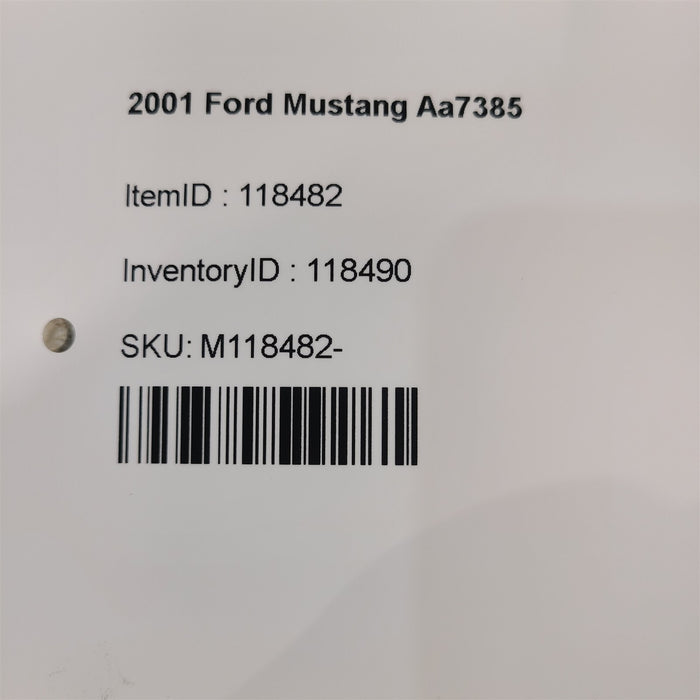 2001 Ford Mustang Aa7385
ItemID : 118482
InventoryID : 118490
SKU: M118482-